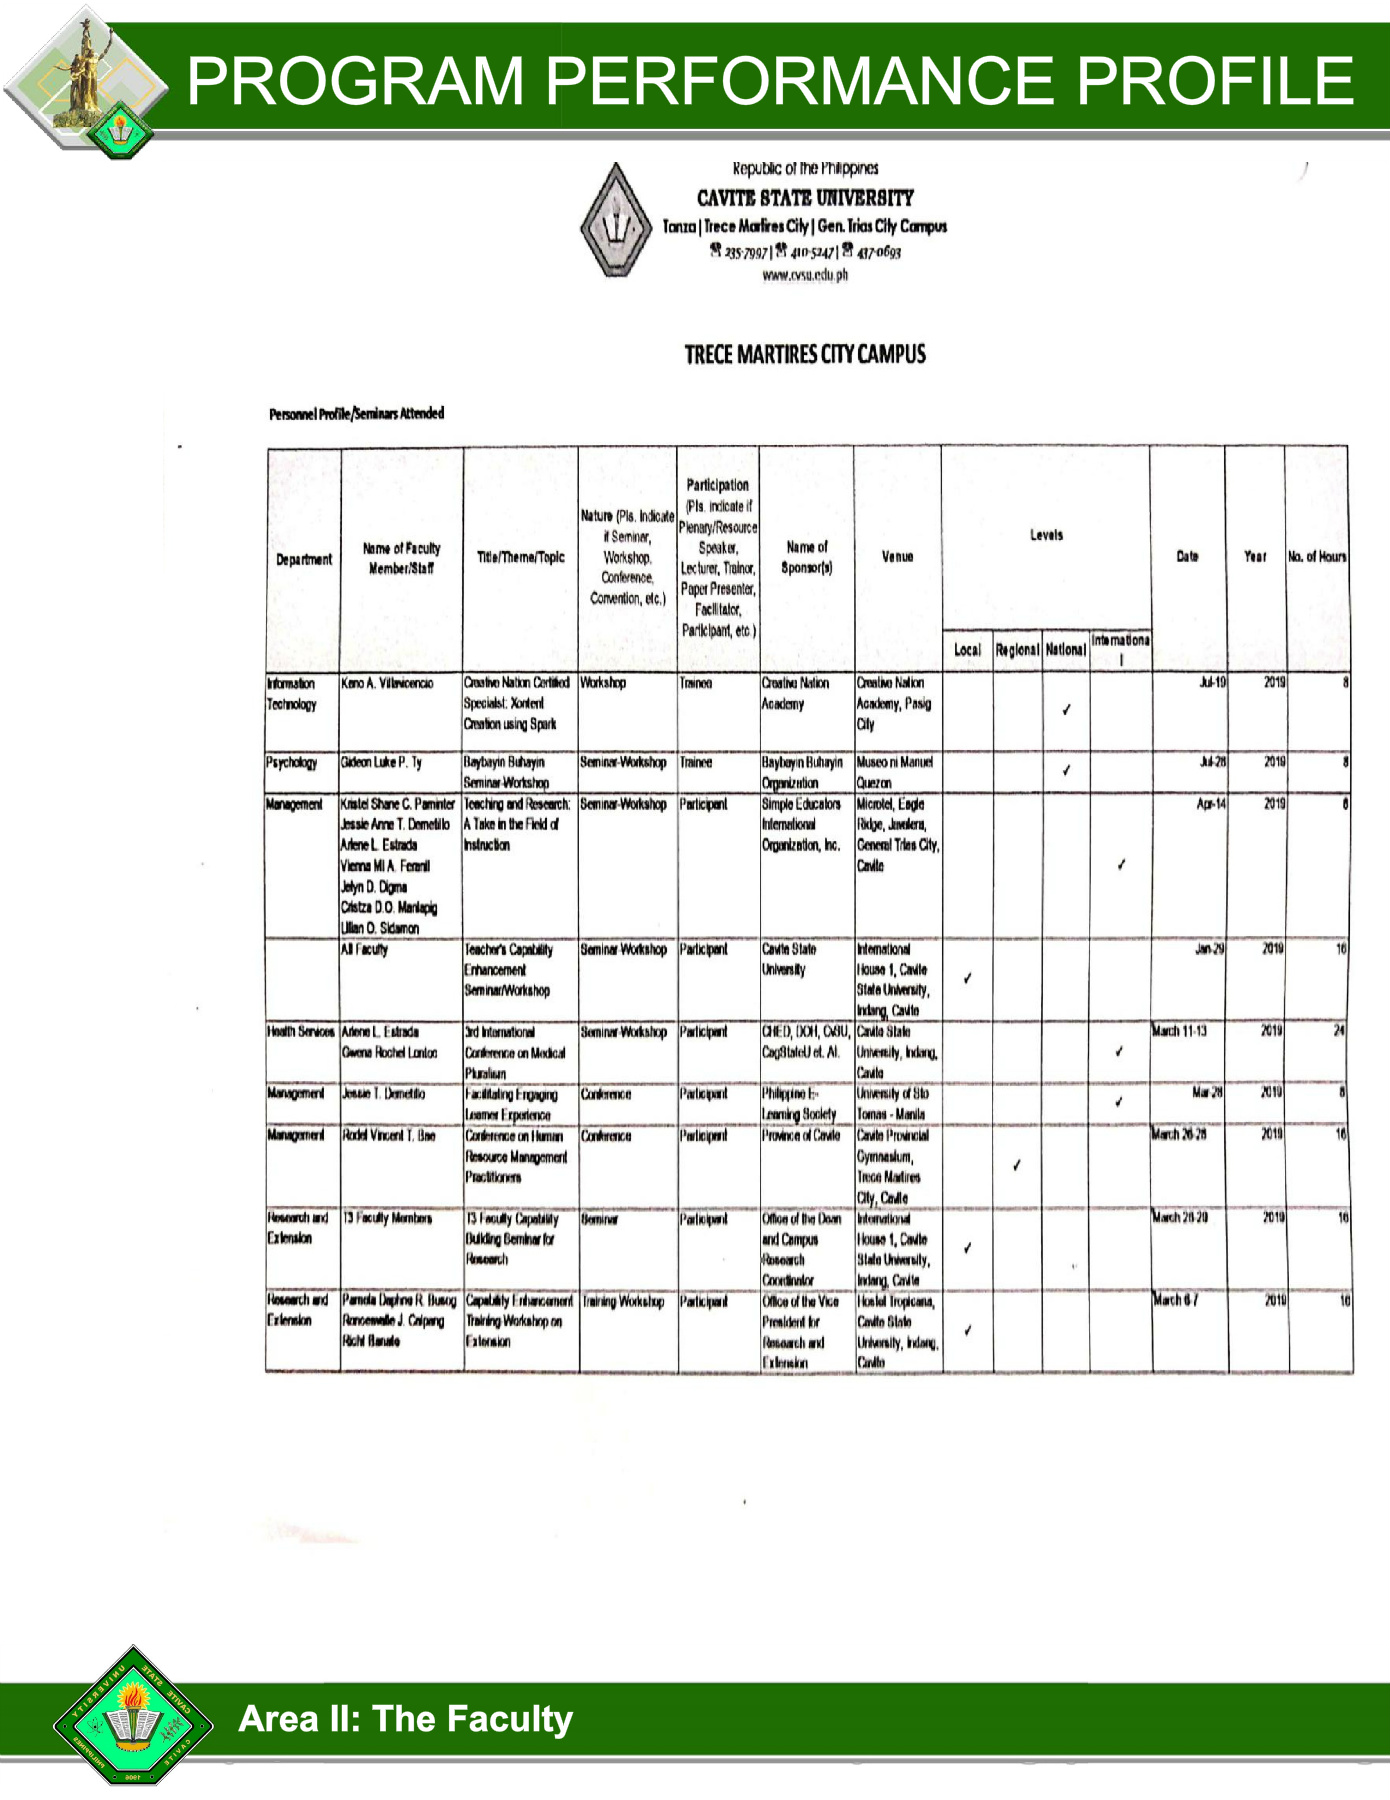 PROGRAM PERFORMANCE PROFILE
Republic of the Philippines
CAVITE STATE UNIVERSITY
Tanza | Trece Martires City | Gen. Trias City Campus
☎ 235-7997 | ☎ 410-5247 | ☎ 437-0693
www.cvsu.edu.ph
TRECE MARTIRES CITY CAMPUS
Personnel Profile/Seminars Attended
Department
Name of Faculty
Member/Staff
Title/Theme/Topic
Nature (Pls. Indicate
if Seminer,
Workshop,
Conference,
Convention, etc.)
Participation
(Pls. indicate if
Plenary/Resource
Speaker,
Lecturer, Trainor,
Paper Presenter,
Facilitator,
Participant, etc.)
Name of
Sponsor(s)
Venue
Levels
Local
Regional
National
Internationa
l
Date
Year
No. of Hours
Information
Technology
A. Villavicencio
Creative Nation Certified
Specialist: Xontent
Creation using Spark
Workshop
Trainee
Creative Nation
Academy
Creative Nation
Academy, Pasig
City
✓
Jul-19
2019
8
Psychology
Gideon Luke P. Ty
Baybayin Buhayin
Seminar-Workshop
Seminar-Workshop
Trainee
Baybayin Buhayin
Organization
Museo ni Manuel
Quezon
✓
Jul-28
2019
8
Management
Kristel Shane C. Paminter
Jessie Anne T. Demetillo
Arlene L. Estrada
Vienna Mi A. Feranil
Jelyn D. Digma
Cristza D.O. Manlapig
Lilian O. Sidamon
Teaching and Research:
A Take in the Field of
Instruction
Seminar-Workshop
Participant
Simple Educators
International
Organization, Inc.
Microtel, Eagle
Ridge,
General Trias City,
Cavite
✓
Apr-14
2019
All Faculty
Teacher's Capability
Enhancement
Seminar/Workshop
Seminar-Workshop
Participant
Cavite State
University
International
House 1, Cavite
State University,
Indang, Cavite
✓
Jan-29
2019
16
Health Services
Arlene L. Estrada
Rochel
3rd International
Conference on Medical
Pluralism
Seminar-Workshop
Participant
CHED, DOH, CvSU,
CagStateU et. Al.
Cavite State
University, Indang,
Cavite
✓
March 11-13
2019
24
Management
Jessie T. Demetillo
Facilitating Engaging
Learner Experience
Conference
Participant
Philippine E-
Learning Society
University of Sto
Tomas - Manila
✓
Mar-28
2019
8
Management
Rodel Vincent T. Bae
Conference on Human
Resource Management
Practitioners
Conference
Participant
Province of Cavite
Cavite Provincial
Gymnasium,
Trece Martires
City, Cavite
✓
March 26-28
2019
16
Research and
Extension
T3 Faculty Members
T3 Faculty Capability
Building Seminar for
Research
Seminar
Participant
Office of the Dean
and Campus
Research
Coordinator
International
House 1, Cavite
State University,
Indang, Cavite
✓
March 28-29
2019
16
Research and
Extension
Pamela Daphne R. Busog
J. Calpang
Richl
Capability Enhancement
Training Workshop on
Extension
Training Workshop
Participant
Office of the Vice
President for
Research and
Extension
Hostel Tropicana,
Cavite State
University, Indang,
Cavite
✓
March 6-7
2019
16
Area II: The Faculty